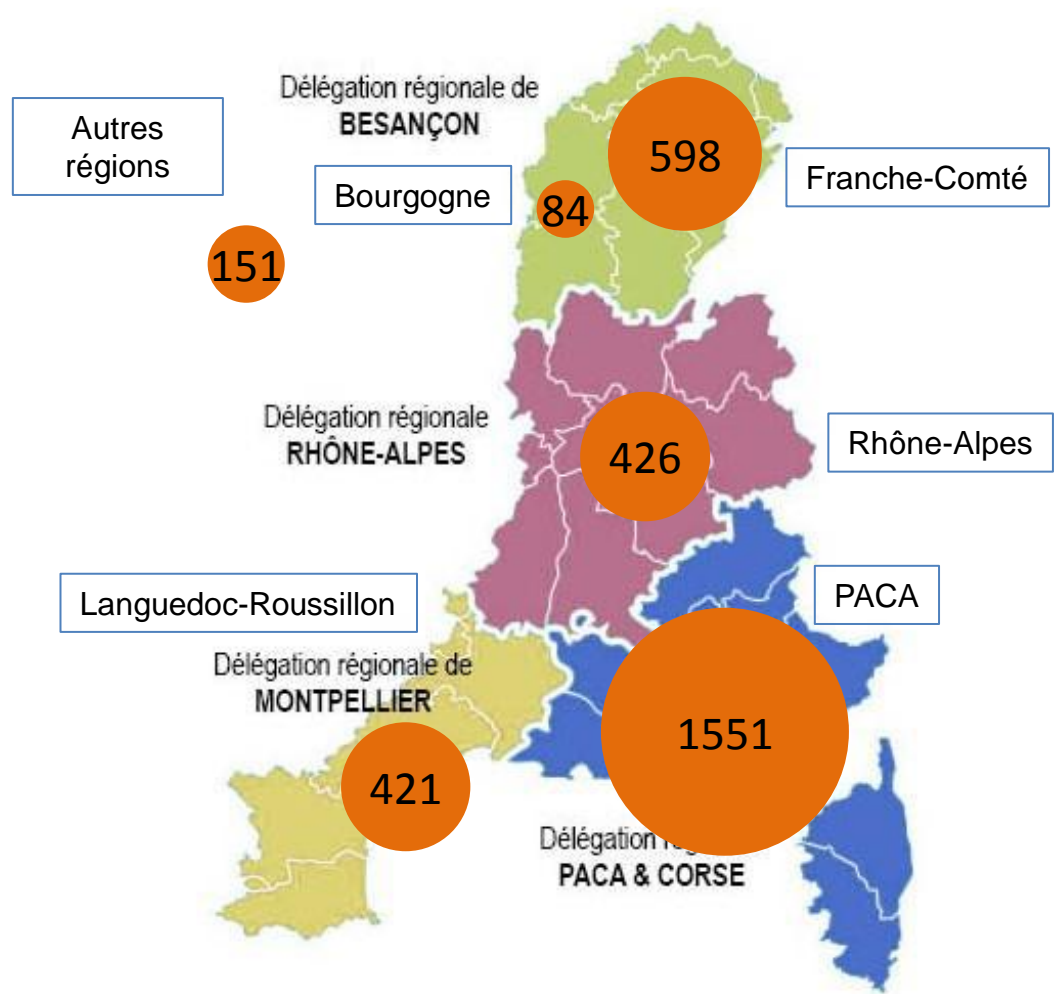 Délégation régionale de
BESANÇON
Autres
régions
598
Franche-Comté
Bourgogne
84
151
Délégation régionale
RHÔNE-ALPES
426
Rhône-Alpes
Languedoc-Roussillon
PACA
Délégation régionale de
MONTPELLIER
1551
421
Délégation
PACA & CORSE